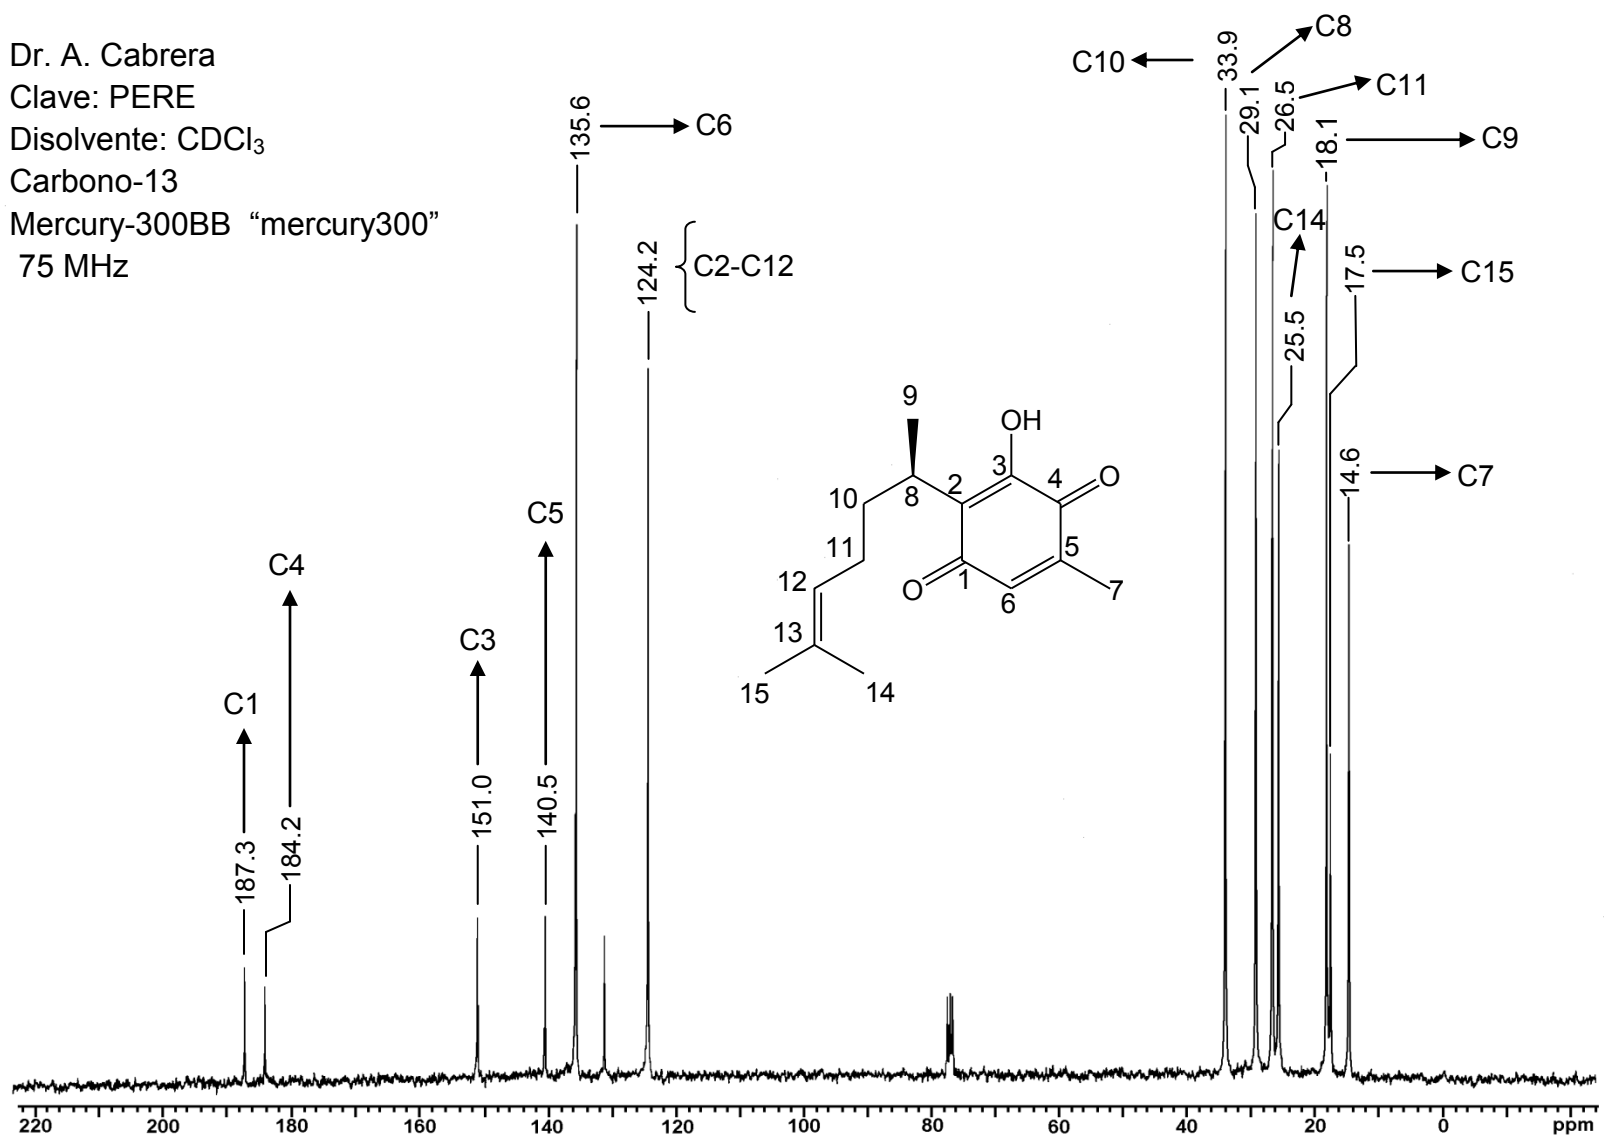 Dr. A. Cabrera
Clave: PERE
Disolvente: CDCl₃
Carbono-13
Mercury-300BB “mercury300”
75 MHz
C10
33.9
C8
29.1
26.5
C11
18.1
C9
C14
25.5
17.5
C15
14.6
C7
135.6
C6
124.2
C2-C12
C5
140.5
C4
184.2
C3
151.0
C1
187.3
9
OH
3
4
O
2
8
10
5
11
7
12
O
1
6
13
15
14
220 200 180 160 140 120 100 80 60 40 20 0 ppm